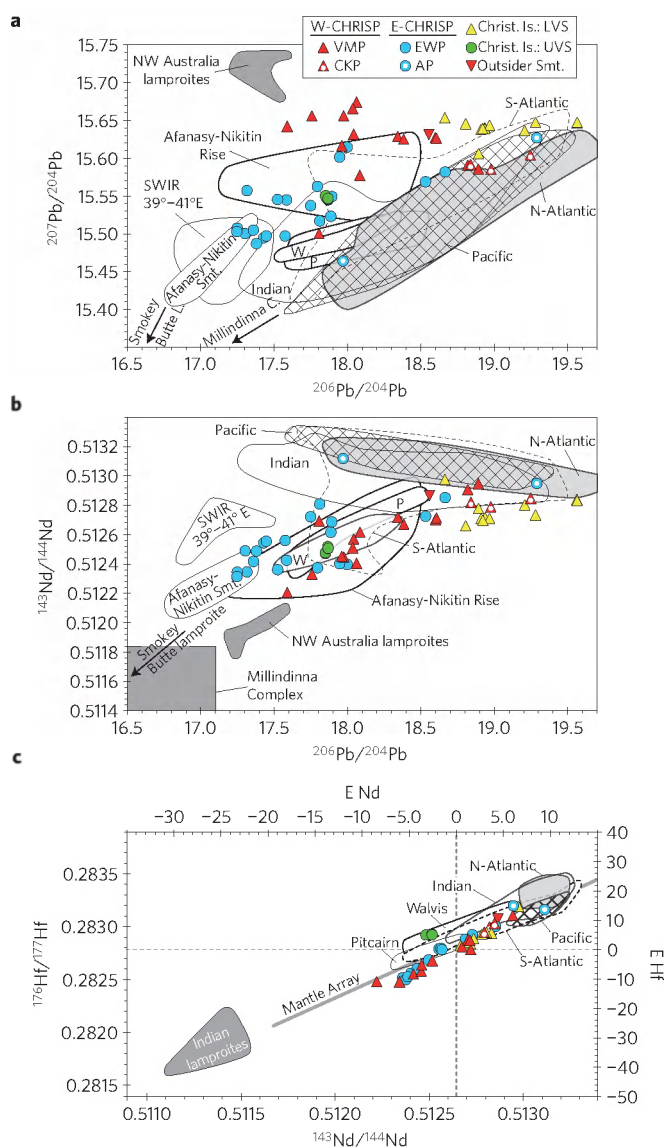 a
W-CHRISP E-CHRISP Christ. Is.: LVS
VMP EWP Christ. Is.: UVS
CKP AP Outsider Smt.
15.75
15.70
15.65
15.60
15.55
15.50
15.45
15.40
15.35
207Pb/204Pb
NW Australia
lamproites
S-Atlantic
Afanasy-Nikitin
Rise
SWIR
39°–41°E
N-Atlantic
W
P
Pacific
Afanasy-Nikitin
Smt.
Indian
Smokey
Butte L
Millindinna C.
16.5 17.0 17.5 18.0 18.5 19.0 19.5
206Pb/204Pb
b
0.5132
0.5130
0.5128
0.5126
0.5124
0.5122
0.5120
0.5118
0.5116
0.5114
143Nd/144Nd
Pacific
N-Atlantic
Indian
SWIR
39°–41° E
P
W
S-Atlantic
Afanasy-
Nikitin Smt.
Afanasy-Nikitin Rise
Smokey
Butte lamproite
NW Australia lamproites
Millindinna
Complex
16.5 17.0 17.5 18.0 18.5 19.0 19.5
206Pb/204Pb
c
E Nd
−30 −25 −20 −15 −10 −5 0 5 10
40
30
20
10
0
−10
−20
−30
−40
−50
E Hf
0.2835
0.2830
0.2825
0.2820
0.2815
176Hf/177Hf
N-Atlantic
Indian
Walvis
Pitcairn
Pacific
S-Atlantic
Mantle Array
Indian
lamproites
0.5110 0.5115 0.5120 0.5125 0.5130
143Nd/144Nd